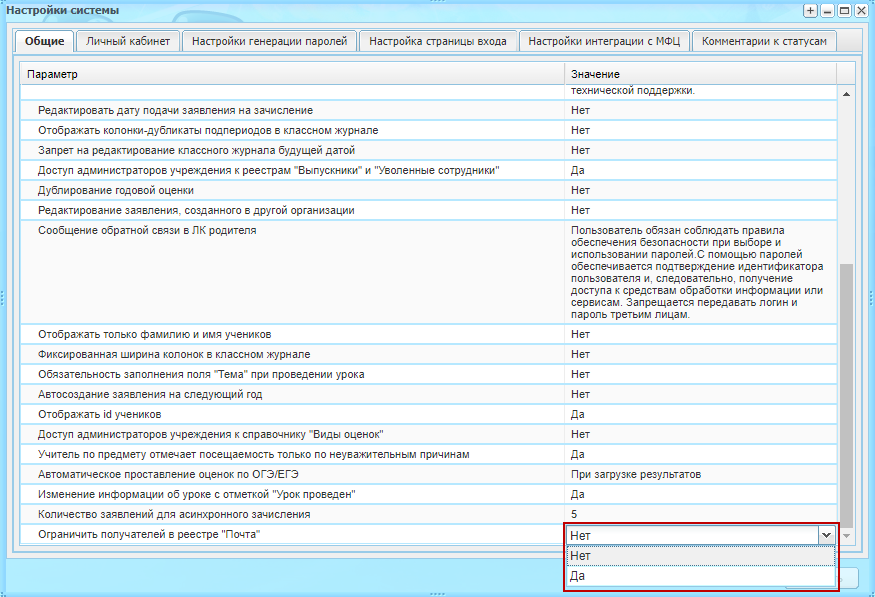 Настройки системы
Общие Личный кабинет Настройки генерации паролей Настройка страницы входа Настройки интеграции с МФЦ Комментарии к статусам
Параметр Значение
технической поддержки.
Редактировать дату подачи заявления на зачисление Нет
Отображать колонки-дубликаты подпериодов в классном журнале Нет
Запрет на редактирование классного журнала будущей датой Нет
Доступ администраторов учреждения к реестрам "Выпускники" и "Уволенные сотрудники" Да
Дублирование годовой оценки Нет
Редактирование заявления, созданного в другой организации Нет
Сообщение обратной связи в ЛК родителя Пользователь обязан соблюдать правила
обеспечения безопасности при выборе и
использовании паролей.С помощью паролей
обеспечивается подтверждение идентификатора
пользователя и, следовательно, получение
доступа к средствам обработки информации или
сервисам. Запрещается передавать логин и
пароль третьим лицам.
Отображать только фамилию и имя учеников Нет
Фиксированная ширина колонок в классном журнале Нет
Обязательность заполнения поля "Тема" при проведении урока Нет
Автосоздание заявления на следующий год Нет
Отображать id учеников Да
Доступ администраторов учреждения к справочнику "Виды оценок" Нет
Учитель по предмету отмечает посещаемость только по неуважительным причинам Да
Автоматическое проставление оценок по ОГЭ/ЕГЭ При загрузке результатов
Изменение информации об уроке с отметкой "Урок проведен" Да
Количество заявлений для асинхронного зачисления 5
Ограничить получателей в реестре "Почта" Нет
Нет
Да